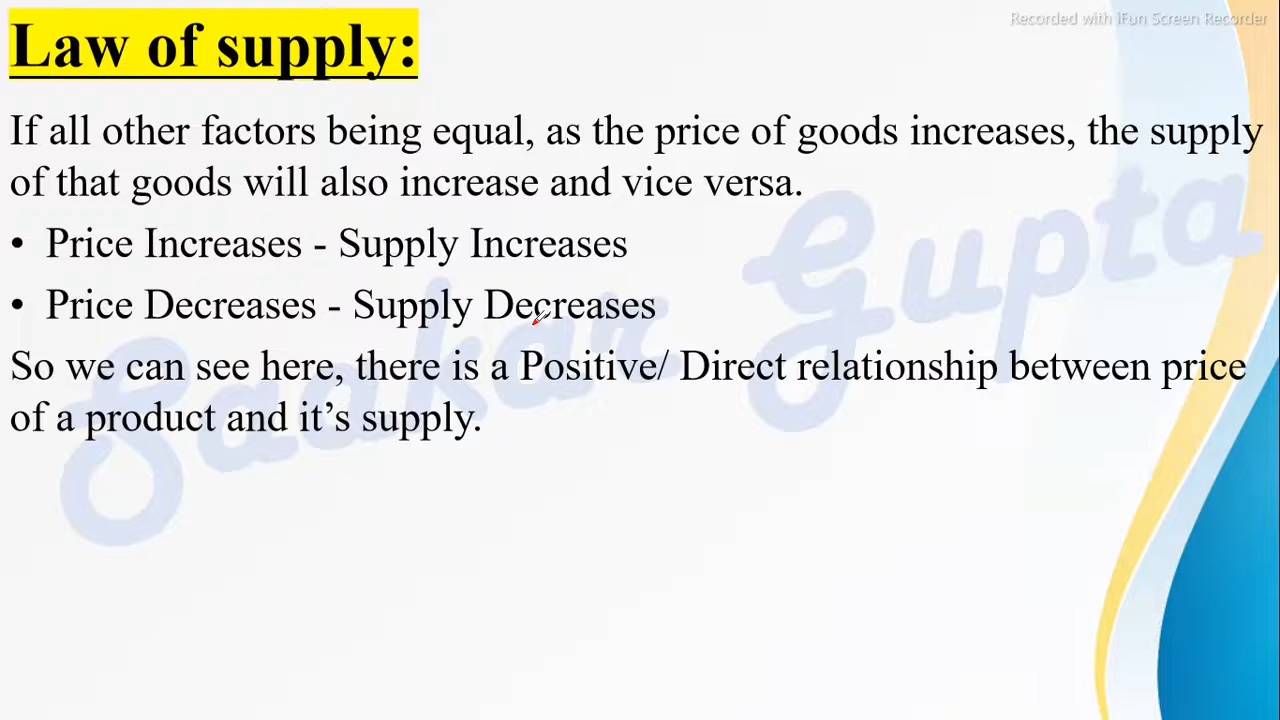 Recorded with iFun Screen Recorder
Law of supply:
If all other factors being equal, as the price of goods increases, the supply
of that goods will also increase and vice versa.
• Price Increases - Supply Increases
• Price Decreases - Supply Decreases
So we can see here, there is a Positive/ Direct relationship between price
of a product and it’s supply.
Saakar Gupta